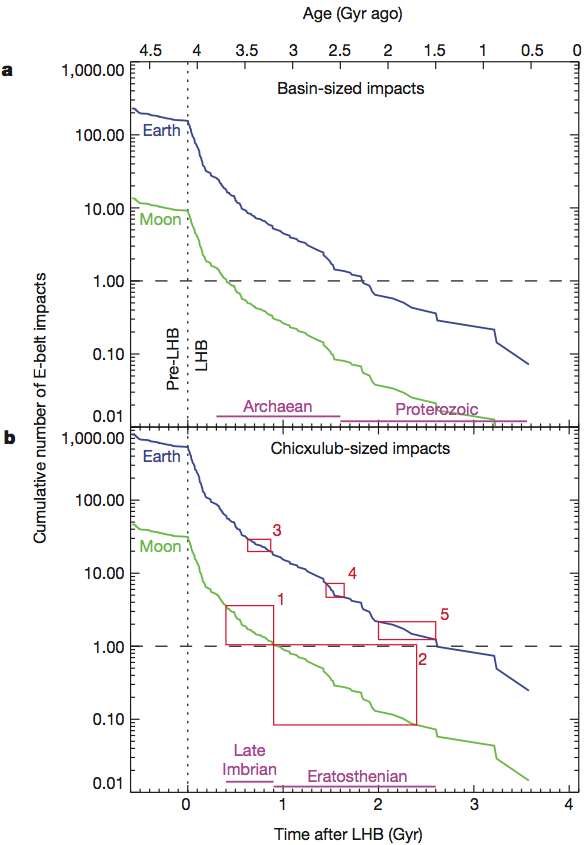 Age (Gyr ago)
4.5 4 3.5 3 2.5 2 1.5 1 0.5 0
a
Basin-sized impacts
1,000.00
100.00
10.00
1.00
0.10
0.01
Earth
Moon
Pre-LHB
LHB
Archaean
Proterozoic
Cumulative number of E-belt impacts
b
Chicxulub-sized impacts
1,000.00
100.00
10.00
1.00
0.10
0.01
Earth
Moon
3
4
1
5
2
Late
Imbrian
Eratosthenian
0 1 2 3 4
Time after LHB (Gyr)